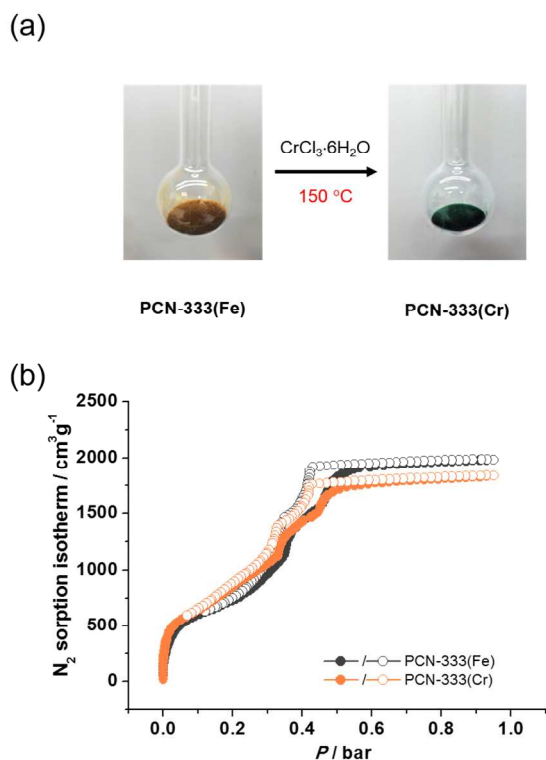 (a)
CrCl₃·6H₂O
150 °C
PCN-333(Fe)
PCN-333(Cr)
(b)
N₂ sorption isotherm / cm³g⁻¹
2500
2000
1500
1000
500
0
0.0 0.2 0.4 0.6 0.8 1.0
P / bar
/ PCN-333(Fe)
/ PCN-333(Cr)